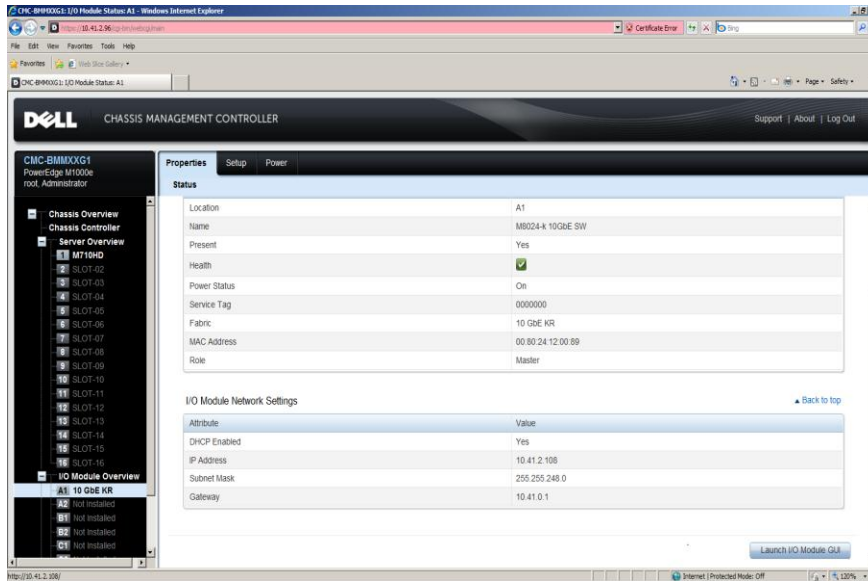 CMC-BMMXXG1: I/O Module Status: A1 - Windows Internet Explorer
Certificate Error
Bing
File Edit View Favorites Tools Help
Favorites Web Slice Gallery
CMC-BMMXXG1: I/O Module Status: A1
Page Safety
DELL CHASSIS MANAGEMENT CONTROLLER
Support | About | Log Out
CMC-BMMXXG1
PowerEdge M1000e
root, Administrator
Properties Setup Power
Status
Chassis Overview
Chassis Controller
Server Overview
1 M710HD
2 SLOT-02
3 SLOT-03
4 SLOT-04
5 SLOT-05
6 SLOT-06
7 SLOT-07
8 SLOT-08
9 SLOT-09
10 SLOT-10
11 SLOT-11
12 SLOT-12
13 SLOT-13
14 SLOT-14
15 SLOT-15
16 SLOT-16
I/O Module Overview
A1 10 GbE KR
A2 Not Installed
B1 Not Installed
B2 Not Installed
C1 Not Installed
Location A1
Name M8024-k 10GbE SW
Present Yes
Health
Power Status On
Service Tag 0000000
Fabric 10 GbE KR
MAC Address 00:80:24:12:00:89
Role Master
I/O Module Network Settings
Back to top
Attribute Value
DHCP Enabled Yes
IP Address 10.41.2.108
Subnet Mask 255.255.248.0
Gateway 10.41.0.1
Launch I/O Module GUI
http://10.41.2.108/
Internet | Protected Mode: Off
120%